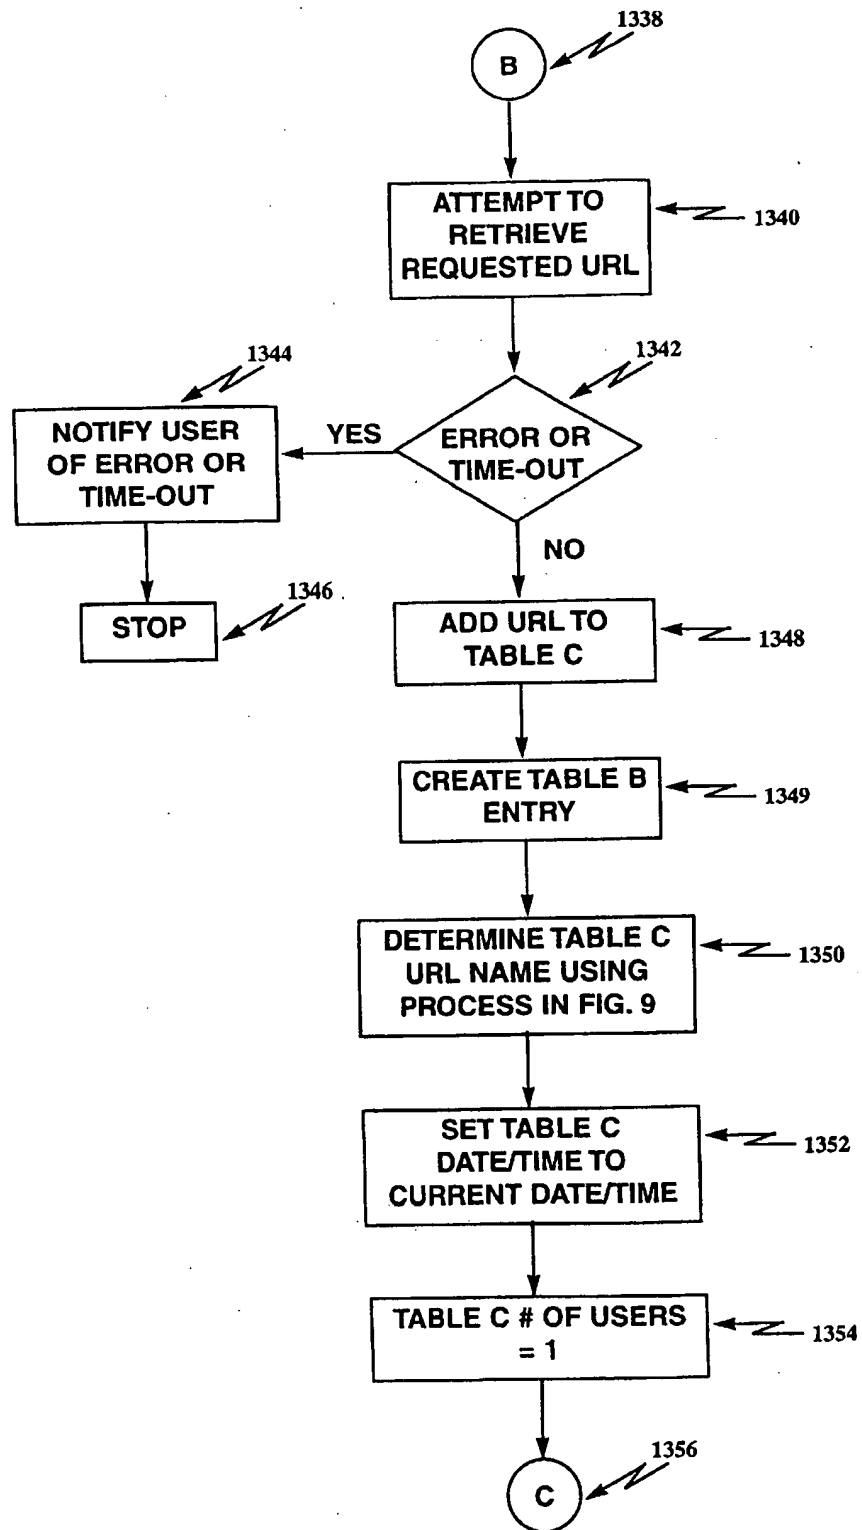 1338
B
ATTEMPT TO
RETRIEVE
REQUESTED URL
1340
1342
ERROR OR
TIME-OUT
YES
1344
NOTIFY USER
OF ERROR OR
TIME-OUT
1346
STOP
NO
ADD URL TO
TABLE C
1348
CREATE TABLE B
ENTRY
1349
DETERMINE TABLE C
URL NAME USING
PROCESS IN FIG. 9
1350
SET TABLE C
DATE/TIME TO
CURRENT DATE/TIME
1352
TABLE C # OF USERS
= 1
1354
1356
C